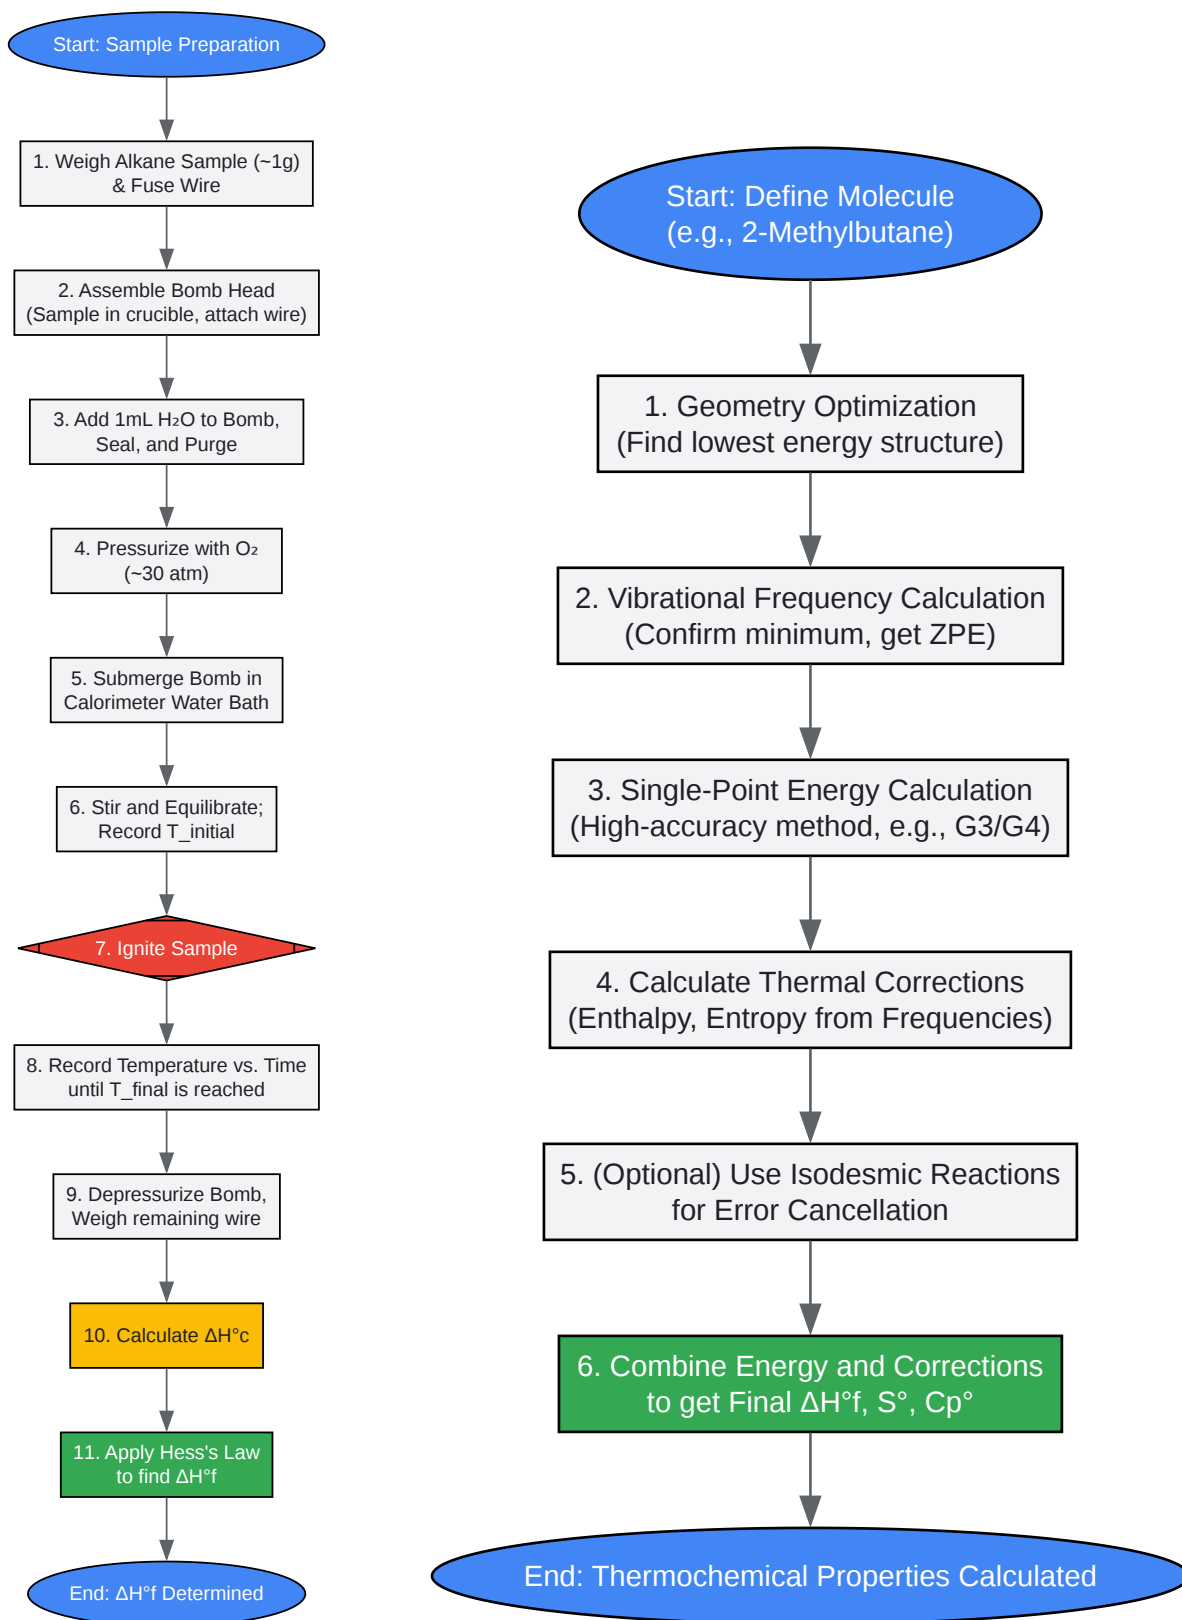 Start: Sample Preparation
1. Weigh Alkane Sample (~1g)
& Fuse Wire
2. Assemble Bomb Head
(Sample in crucible, attach wire)
3. Add 1mL H₂O to Bomb,
Seal, and Purge
4. Pressurize with O₂
(~30 atm)
5. Submerge Bomb in
Calorimeter Water Bath
6. Stir and Equilibrate;
Record T_initial
7. Ignite Sample
8. Record Temperature vs. Time
until T_final is reached
9. Depressurize Bomb,
Weigh remaining wire
10. Calculate ΔH°c
11. Apply Hess's Law
to find ΔH°f
End: ΔH°f Determined
Start: Define Molecule
(e.g., 2-Methylbutane)
1. Geometry Optimization
(Find lowest energy structure)
2. Vibrational Frequency Calculation
(Confirm minimum, get ZPE)
3. Single-Point Energy Calculation
(High-accuracy method, e.g., G3/G4)
4. Calculate Thermal Corrections
(Enthalpy, Entropy from Frequencies)
5. (Optional) Use Isodesmic Reactions
for Error Cancellation
6. Combine Energy and Corrections
to get Final ΔH°f, S°, Cp°
End: Thermochemical Properties Calculated